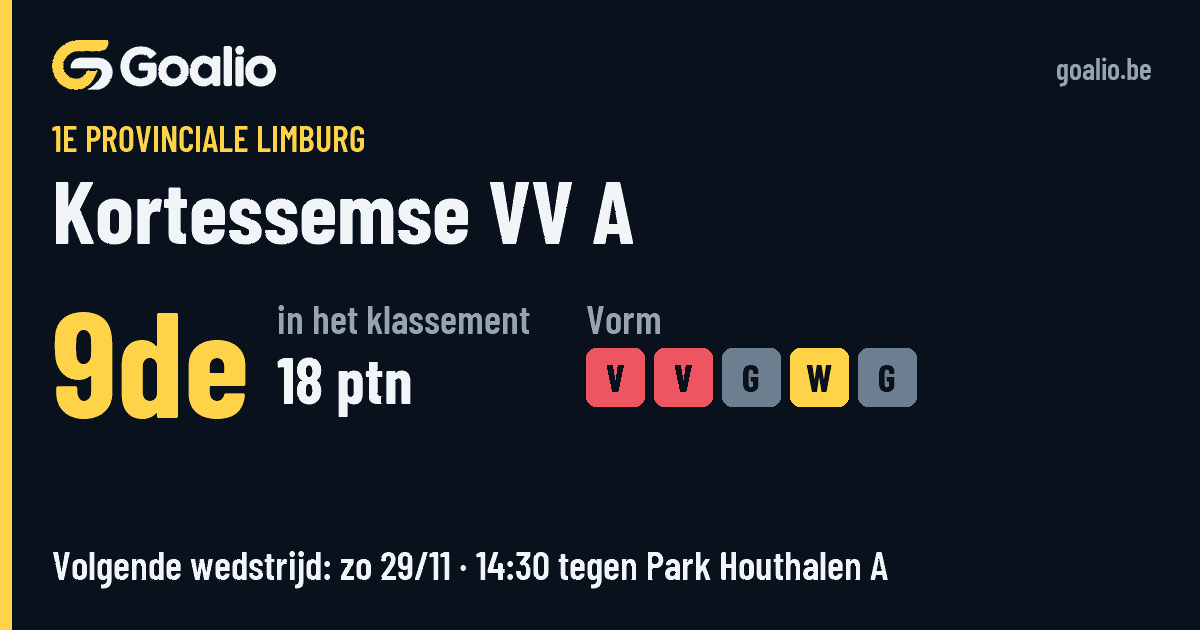 Goalio
goalio.be
1E PROVINCIALE LIMBURG
Kortessemse VV A
9de
in het klassement
18 ptn
Vorm
V V G W G
Volgende wedstrijd: zo 29/11 · 14:30 tegen Park Houthalen A